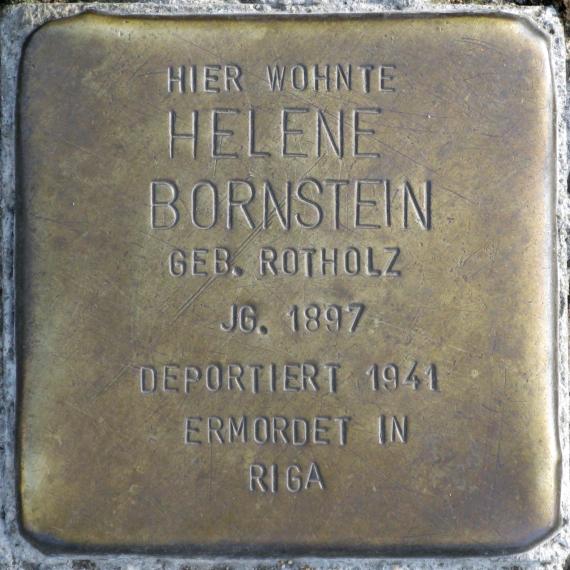 HIER WOHNTE
HELENE
BORNSTEIN
GEB. ROTHOLZ
JG. 1897
DEPORTIERT 1941
ERMORDET IN
RIGA